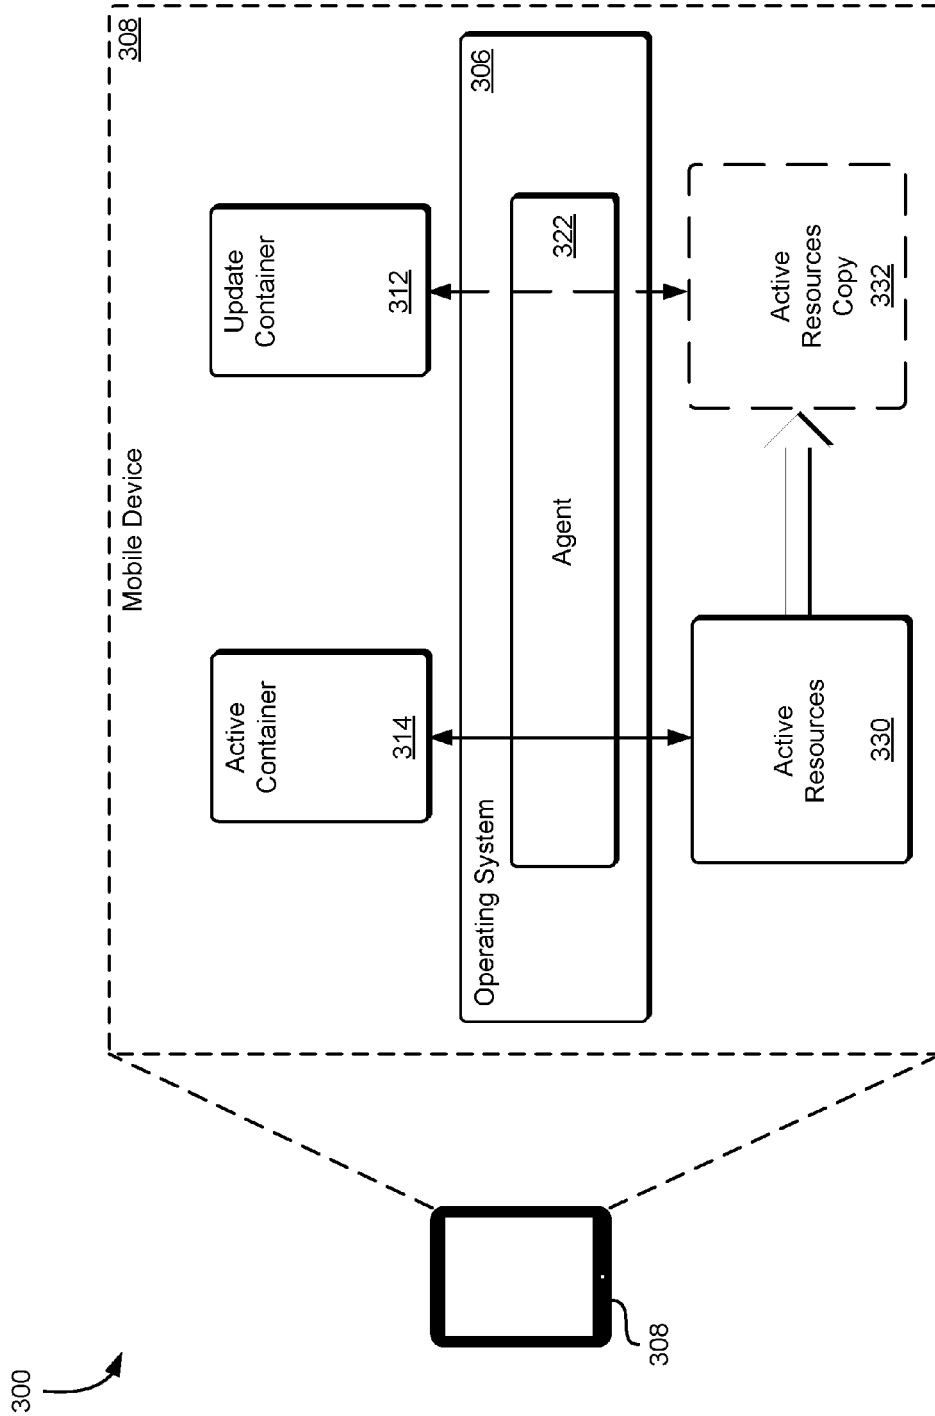 300
308
Mobile Device
308
Active
Container
314
Update
Container
312
Operating System
306
Agent
322
Active
Resources
330
Active
Resources
Copy
332